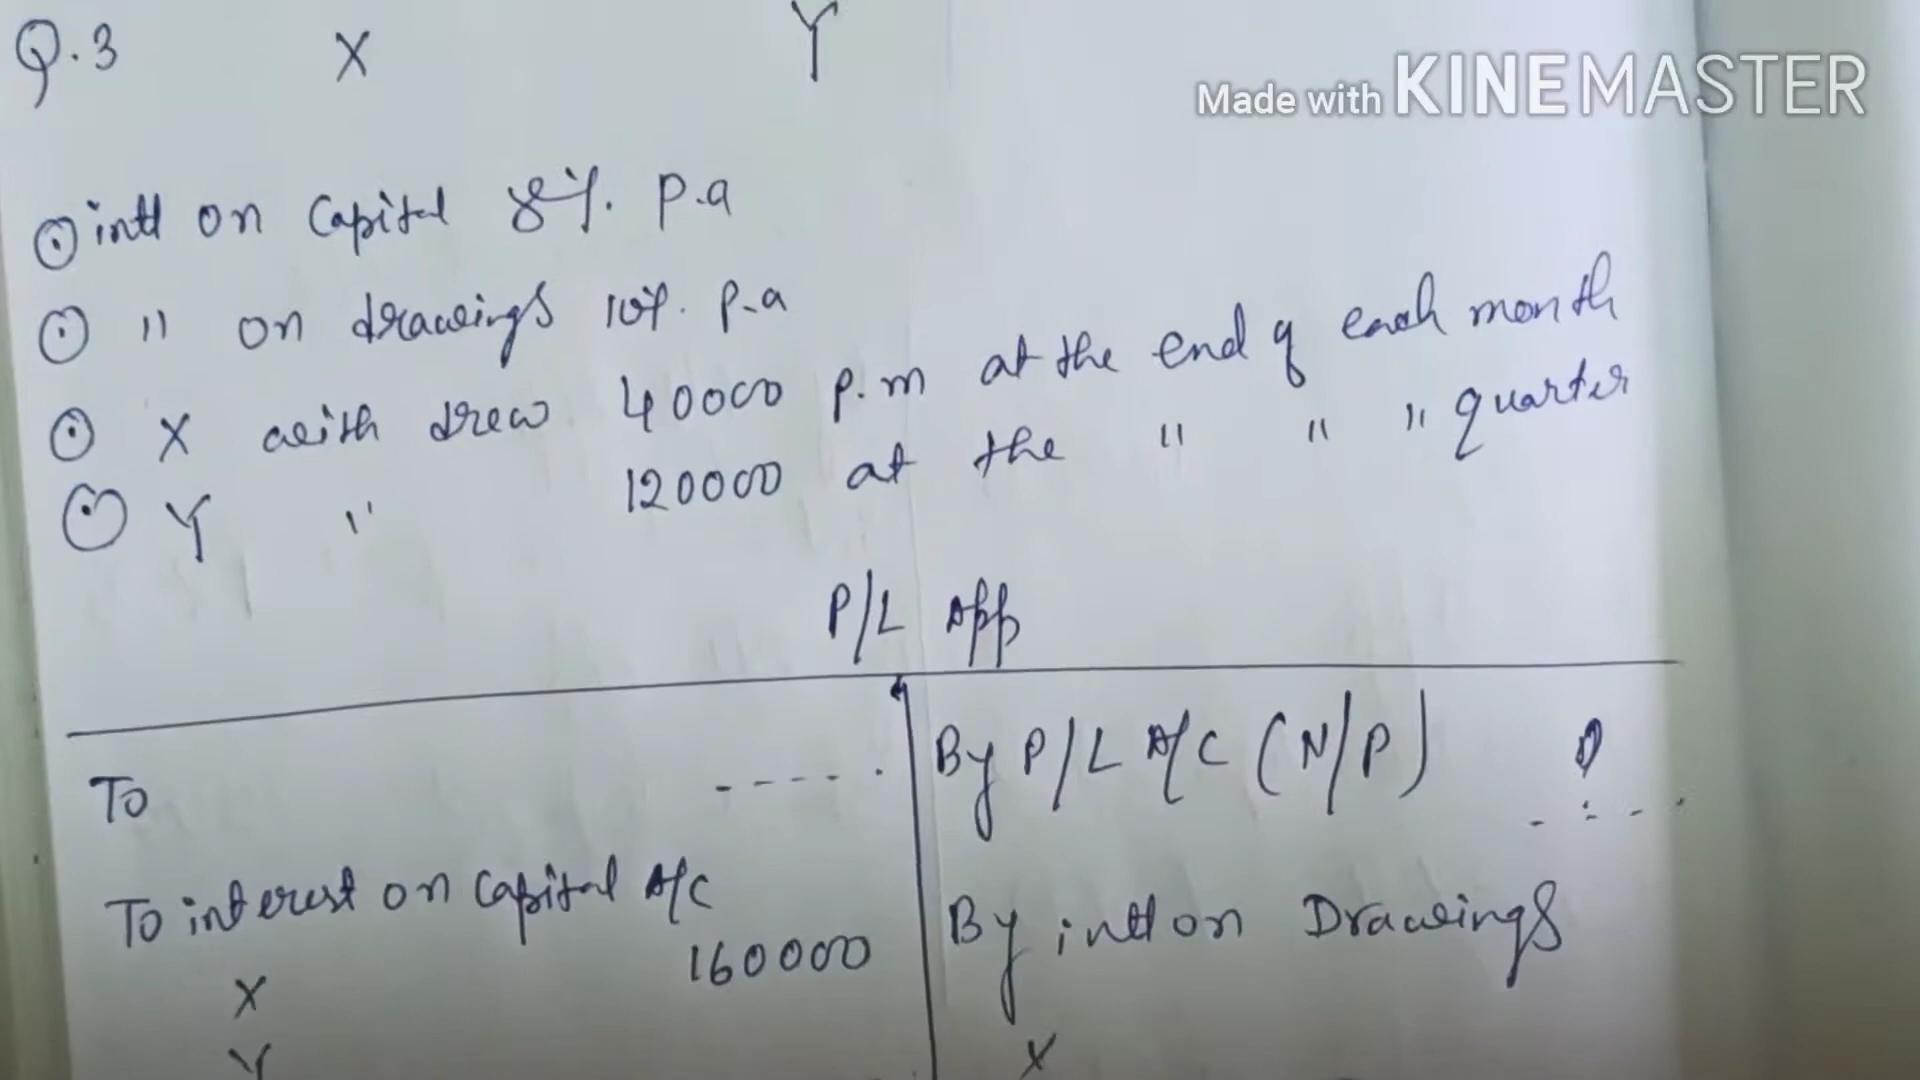 Q.3 X Y
Made with KINEMASTER
⊙ intt on Capital 8% p.a
⊙ " on drawings 10%. p.a
⊙ X with drew 40000 p.m at the end of each month
⊙ Y " 120000 at the " " " quarter
P/L App
To - - - - - .
By P/L A/C (N/P)
To interest on Capital A/C
160000
By intt on Drawings
X
Y
X